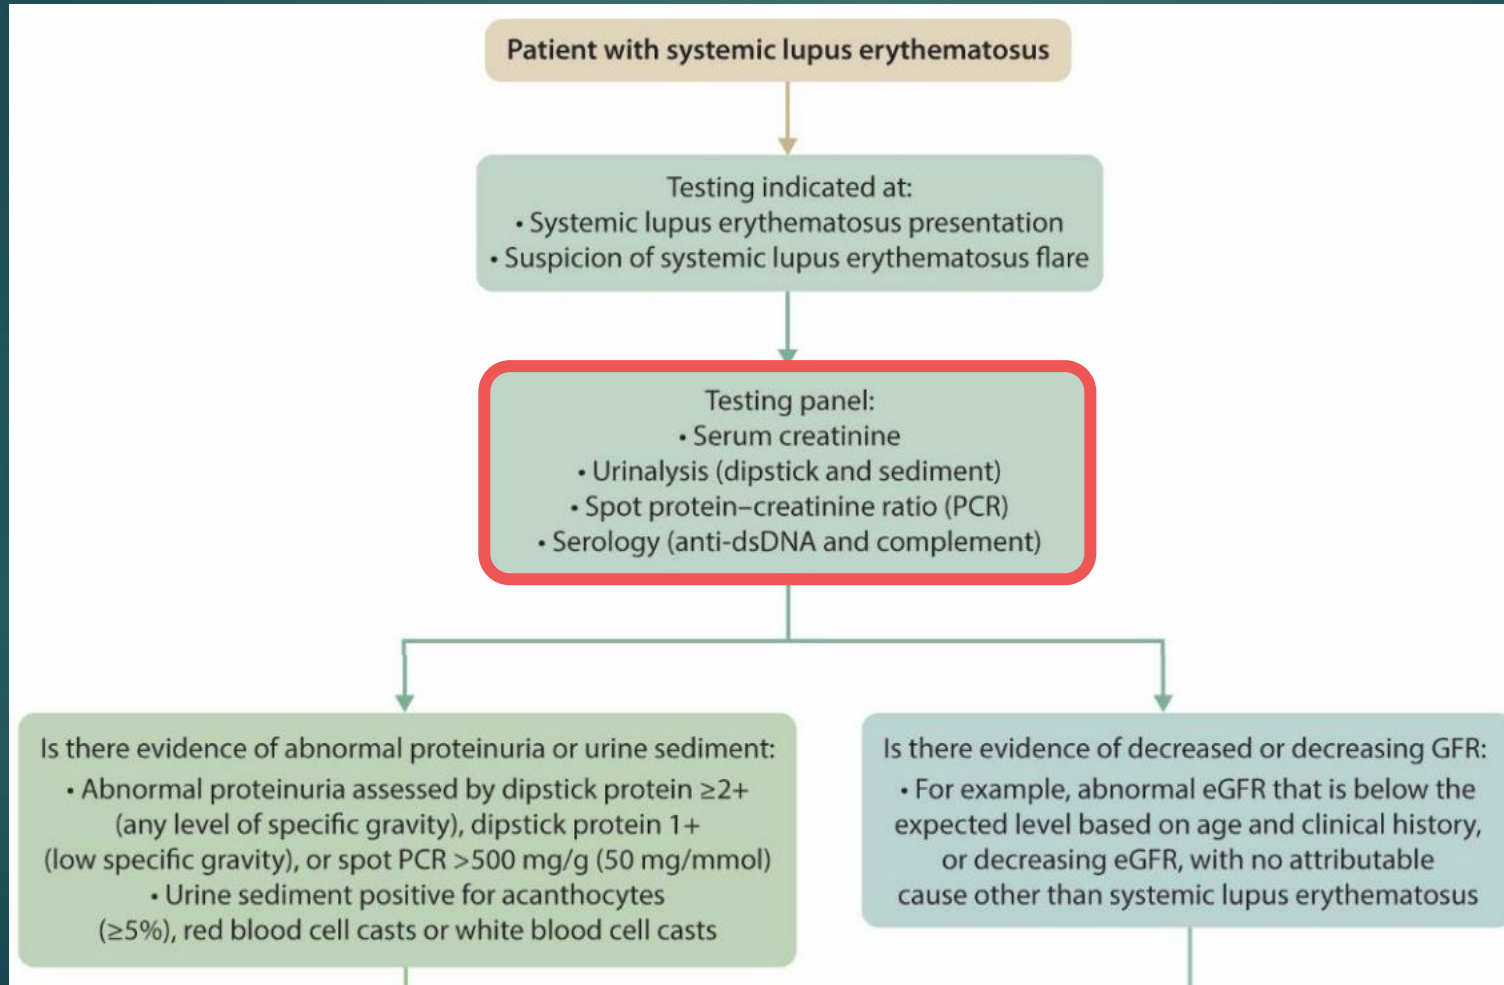 Patient with systemic lupus erythematosus
Testing indicated at:
• Systemic lupus erythematosus presentation
• Suspicion of systemic lupus erythematosus flare
Testing panel:
• Serum creatinine
• Urinalysis (dipstick and sediment)
• Spot protein–creatinine ratio (PCR)
• Serology (anti-dsDNA and complement)
Is there evidence of abnormal proteinuria or urine sediment:
• Abnormal proteinuria assessed by dipstick protein ≥2+
(any level of specific gravity), dipstick protein 1+
(low specific gravity), or spot PCR >500 mg/g (50 mg/mmol)
• Urine sediment positive for acanthocytes
(≥5%), red blood cell casts or white blood cell casts
Is there evidence of decreased or decreasing GFR:
• For example, abnormal eGFR that is below the
expected level based on age and clinical history,
or decreasing eGFR, with no attributable
cause other than systemic lupus erythematosus